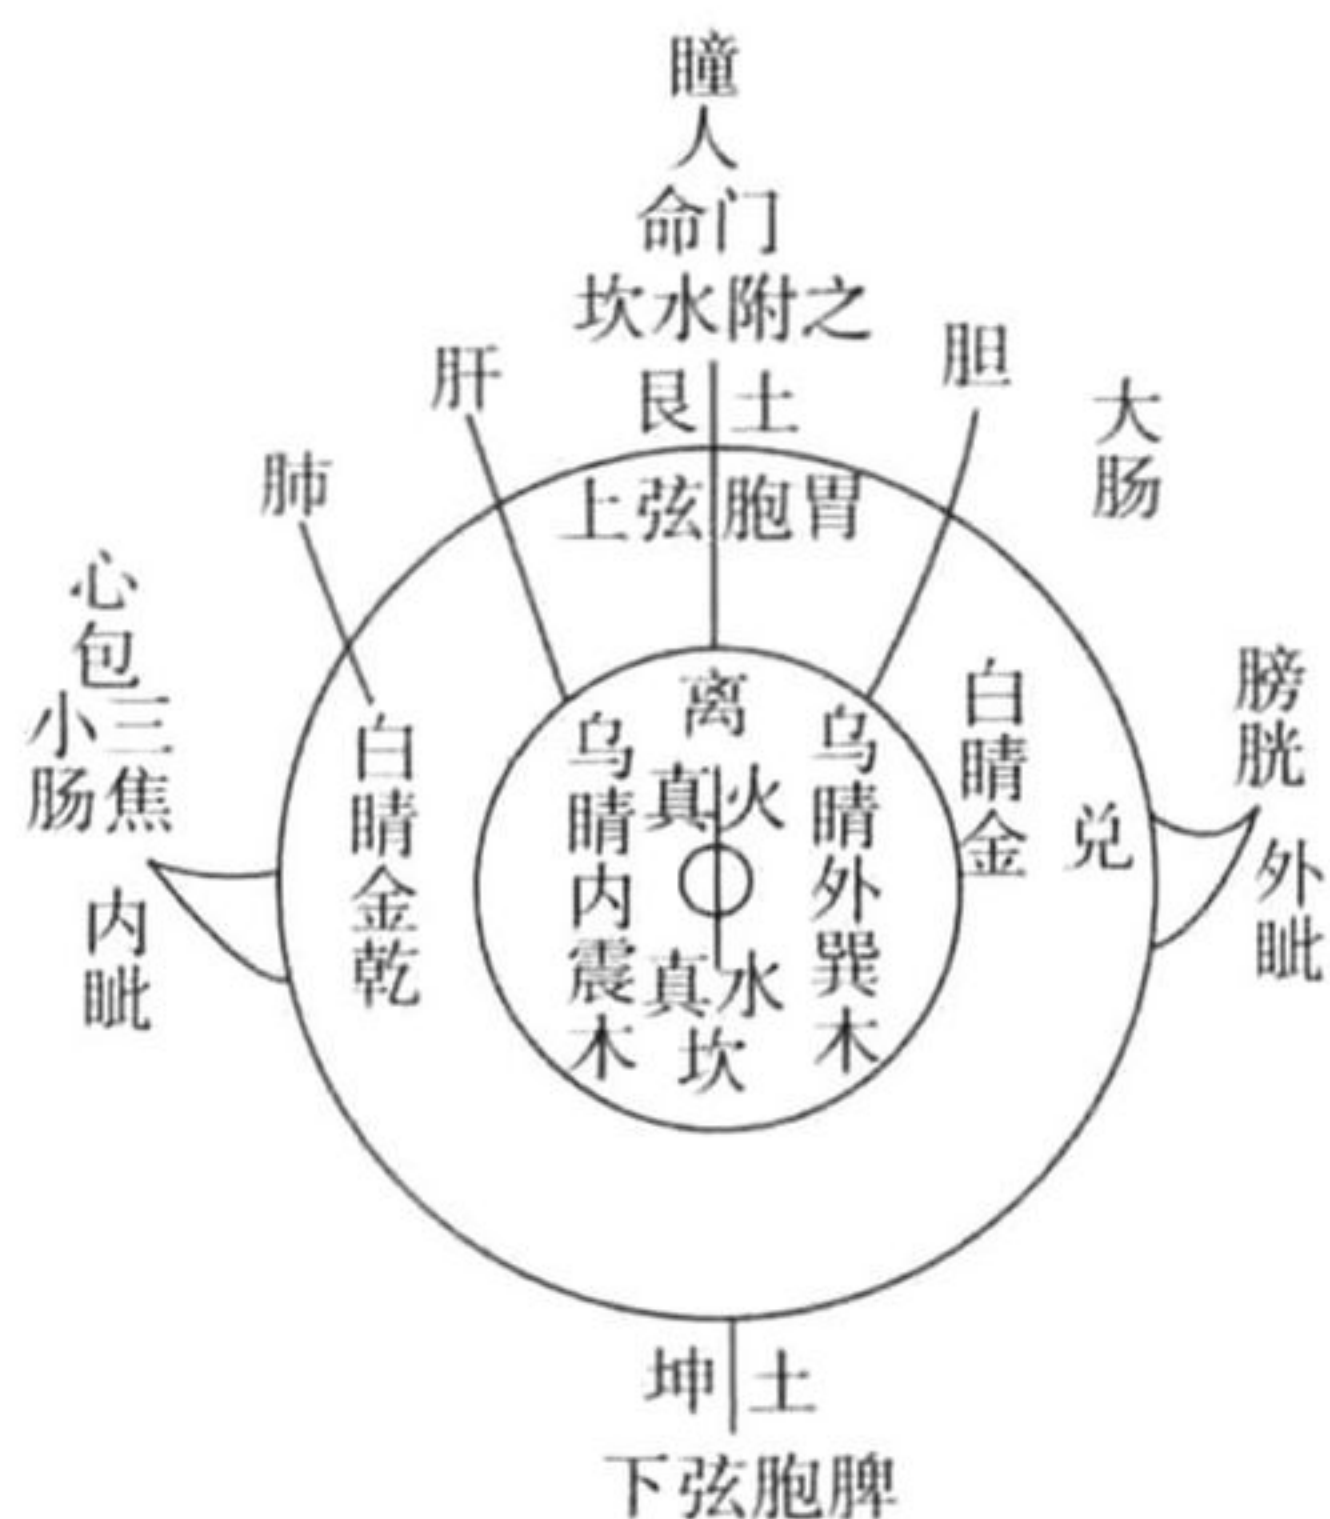 瞳人
命门
坎水附之
艮土
肝
胆
肺
大肠
上弦胞胃
心包
小肠
三焦
内眦
膀胱
外眦
白睛金乾
白睛金
兑
离
真火
乌睛内震木
乌睛外巽木
真水
坎
坤土
下弦胞脾